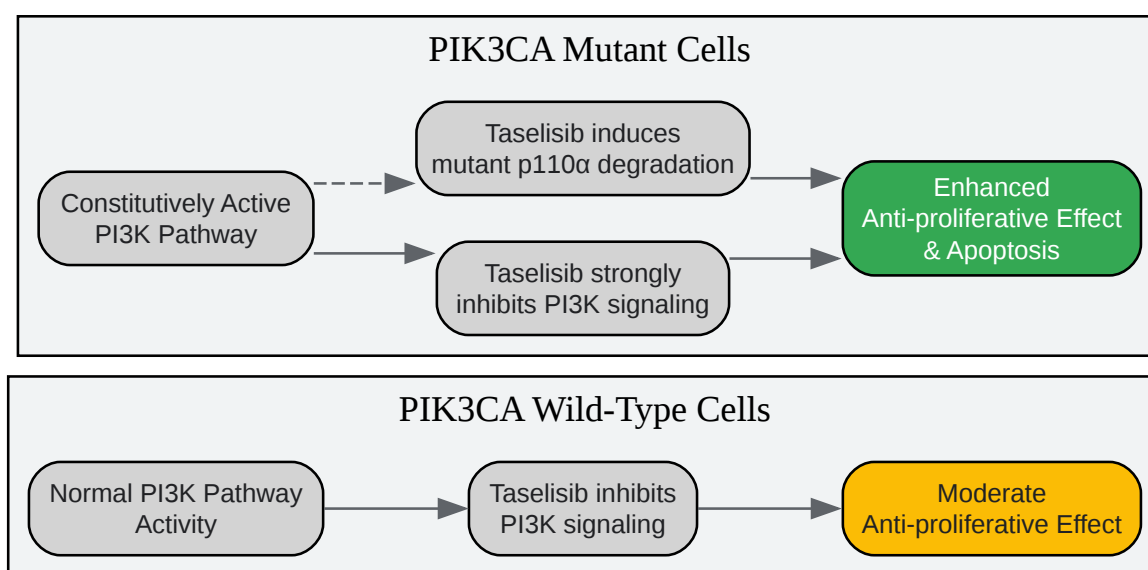 PIK3CA Mutant Cells
Constitutively Active
PI3K Pathway
Taselisib induces
mutant p110α degradation
Taselisib strongly
inhibits PI3K signaling
Enhanced
Anti-proliferative Effect
& Apoptosis
PIK3CA Wild-Type Cells
Normal PI3K Pathway
Activity
Taselisib inhibits
PI3K signaling
Moderate
Anti-proliferative Effect